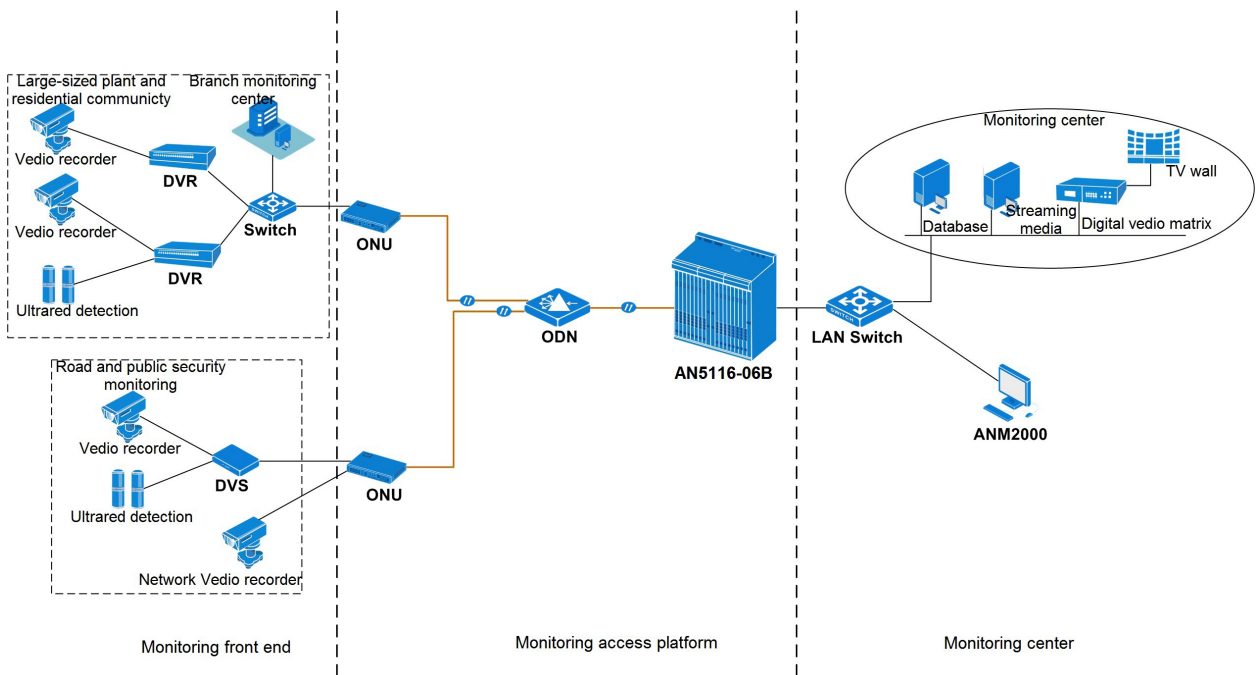 Large-sized plant and
residential communicty
Branch monitoring
center
Vedio recorder
DVR
Vedio recorder
SWITCH
Switch
DVR
Ultrared detection
ONU
Road and public security
monitoring
Vedio recorder
DVS
Ultrared detection
Network Vedio recorder
ONU
ODN
AN5116-06B
SWITCH
LAN Switch
ANM2000
Monitoring center
TV wall
Database
Streaming
media
Digital vedio matrix
Monitoring front end
Monitoring access platform
Monitoring center